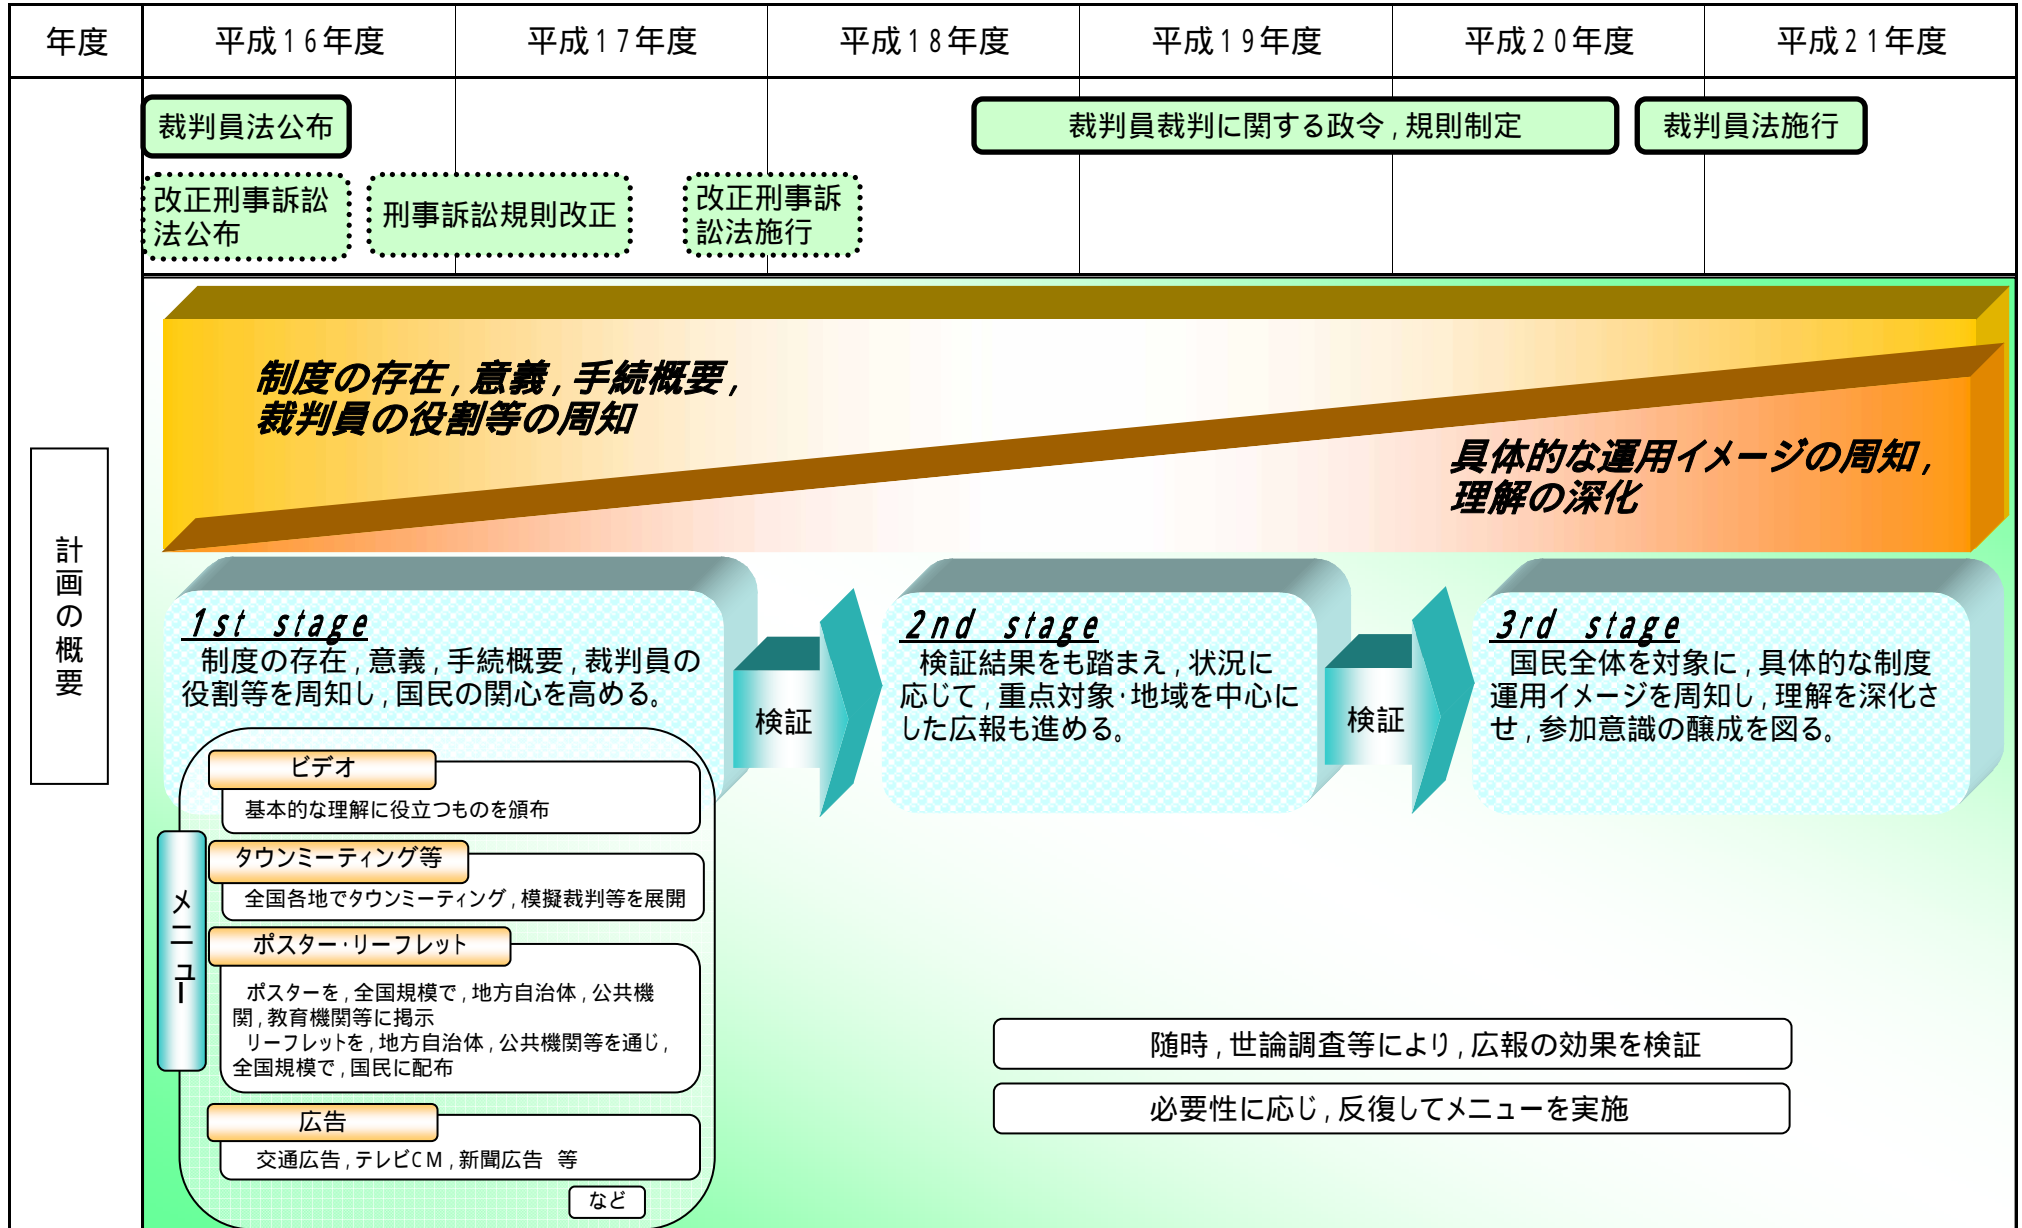 年度
平成16年度
平成17年度
平成18年度
平成19年度
平成20年度
平成21年度
裁判員法公布
裁判員裁判に関する政令,規則制定
裁判員法施行
改正刑事訴訟
法公布
刑事訴訟規則改正
改正刑事訴
訟法施行
計画の概要
制度の存在,意義,手続概要,
裁判員の役割等の周知
具体的な運用イメージの周知,
理解の深化
1st stage
制度の存在,意義,手続概要,裁判員の
役割等を周知し,国民の関心を高める。
検証
2nd stage
検証結果をも踏まえ,状況に
応じて,重点対象・地域を中心に
した広報も進める。
検証
3rd stage
国民全体を対象に,具体的な制度
運用イメージを周知し,理解を深化さ
せ,参加意識の醸成を図る。
メニュー
ビデオ
基本的な理解に役立つものを頒布
タウンミーティング等
全国各地でタウンミーティング,模擬裁判等を展開
ポスター・リーフレット
ポスターを,全国規模で,地方自治体,公共機
関,教育機関等に掲示
リーフレットを,地方自治体,公共機関等を通じ,
全国規模で,国民に配布
広告
交通広告,テレビCM,新聞広告 等
など
随時,世論調査等により,広報の効果を検証
必要性に応じ,反復してメニューを実施